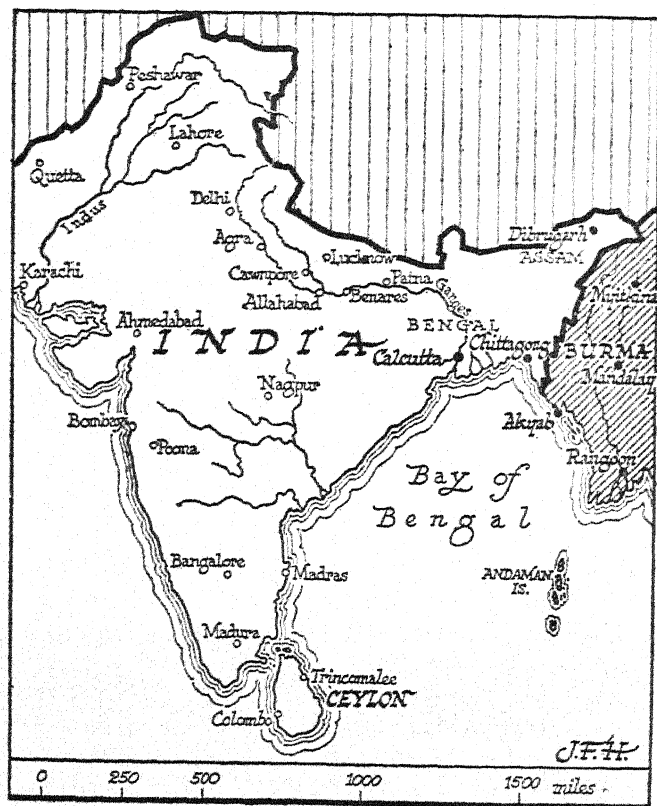 Peshawar
Lahore
Quetta
Indus
Delhi
Agra
Lucknow
Dibrugarh
ASSAM
Karachi
Cawnpore
Patna
Ganges
Myitkina
Allahabad
Benares
Ahmedabad
BENGAL
INDIA
Calcutta
Chittagong
BURMA
Mandalay
Nagpur
Bombay
Akyab
Poona
Rangoon
Bay of
Bengal
Bangalore
Madras
ANDAMAN
IS.
Madura
Trincomalee
CEYLON
Colombo
J.F.H.
0 250 500 1000 1500 miles